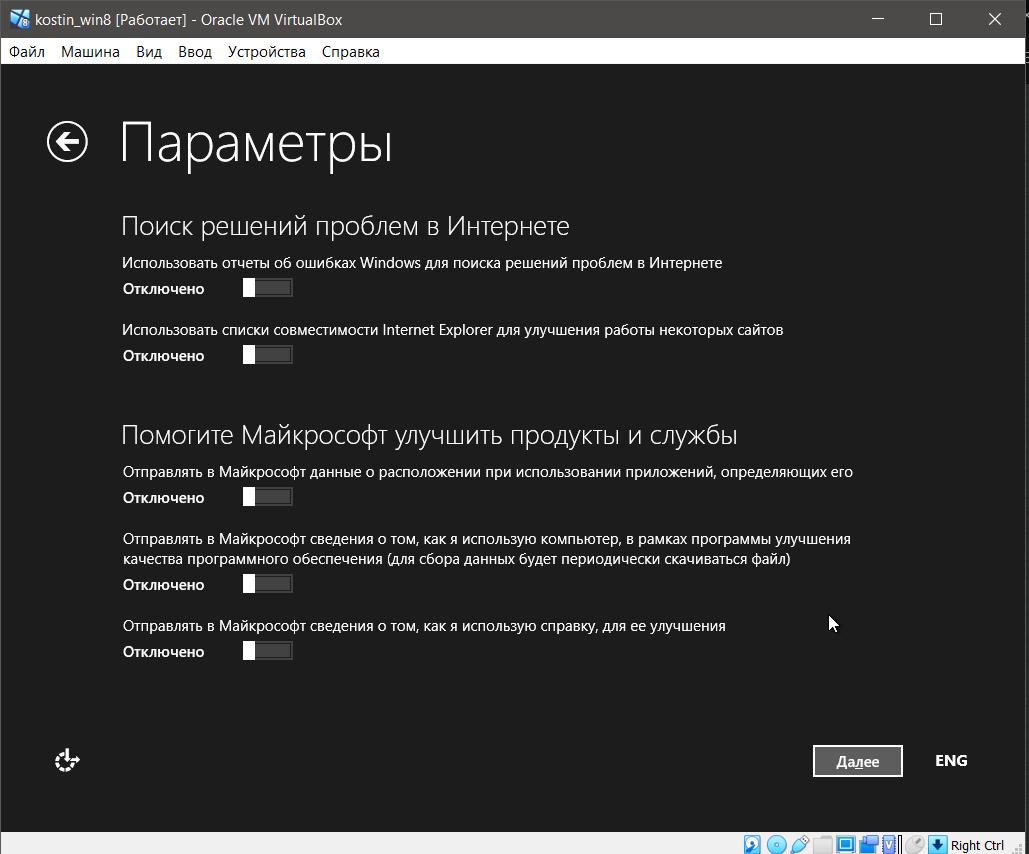 kostin_win8 [Работает] - Oracle VM VirtualBox
Файл Машина Вид Ввод Устройства Справка
Параметры
Поиск решений проблем в Интернете
Использовать отчеты об ошибках Windows для поиска решений проблем в Интернете
Отключено
Использовать списки совместимости Internet Explorer для улучшения работы некоторых сайтов
Отключено
Помогите Майкрософт улучшить продукты и службы
Отправлять в Майкрософт данные о расположении при использовании приложений, определяющих его
Отключено
Отправлять в Майкрософт сведения о том, как я использую компьютер, в рамках программы улучшения
качества программного обеспечения (для сбора данных будет периодически скачиваться файл)
Отключено
Отправлять в Майкрософт сведения о том, как я использую справку, для ее улучшения
Отключено
Далее ENG
Right Ctrl